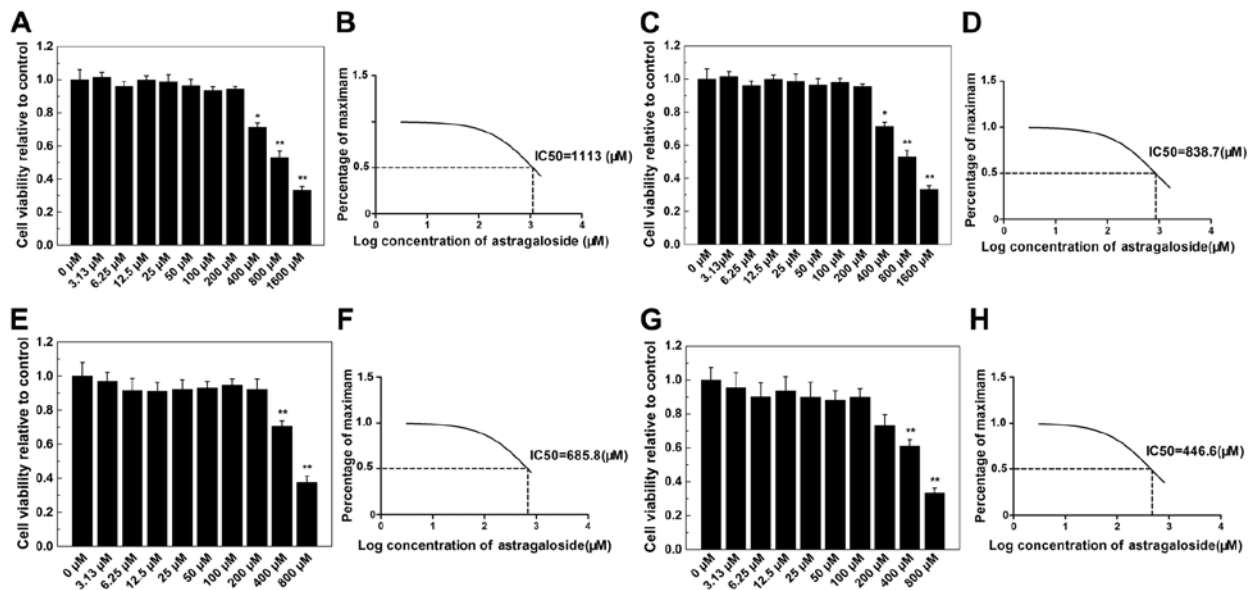 A
Cell viability relative to control
1.2
1.0
0.8
0.6
0.4
0.2
0.0
*
**
**
0 µM
3.13 µM
6.25 µM
12.5 µM
25 µM
50 µM
100 µM
200 µM
400 µM
800 µM
1600 µM
B
Percentage of maximam
1.5
1
0.5
0
0
1
2
3
4
IC50=1113 (µM)
Log concentration of astragaloside (µM)
C
Cell viability relative to control
1.2
1.0
0.8
0.6
0.4
0.2
0.0
*
**
**
0 µM
3.13µM
6.25 µM
12.5 µM
25 µM
50 µM
100 µM
200 µM
400 µM
800 µM
1600 µM
D
Percentage of maximam
1.5
1.0
0.5
0
0
1
2
3
4
IC50=838.7(µM)
Log concentration of astragaloside(µM)
E
Cell viability relative to control
1.2
1.0
0.8
0.6
0.4
0.2
0.0
**
**
0 µM
3.13 µM
6.25 µM
12.5 µM
25 µM
50 µM
100 µM
200 µM
400 µM
800 µM
F
Percentage of maximam
1.5
1.0
0.5
0
0
1
2
3
4
IC50=685.8(µM)
Log concentration of astragaloside(µM)
G
Cell viability relative to control
1.2
1.0
0.8
0.6
0.4
0.2
0.0
**
**
0 µM
3.13 µM
6.25 µM
12.5 µM
25 µM
50 µM
100 µM
200 µM
400 µM
800 µM
H
Percentage of maximam
1.5
1.0
0.5
0
0
1
2
3
4
IC50=446.6(µM)
Log concentration of astragaloside(µM)